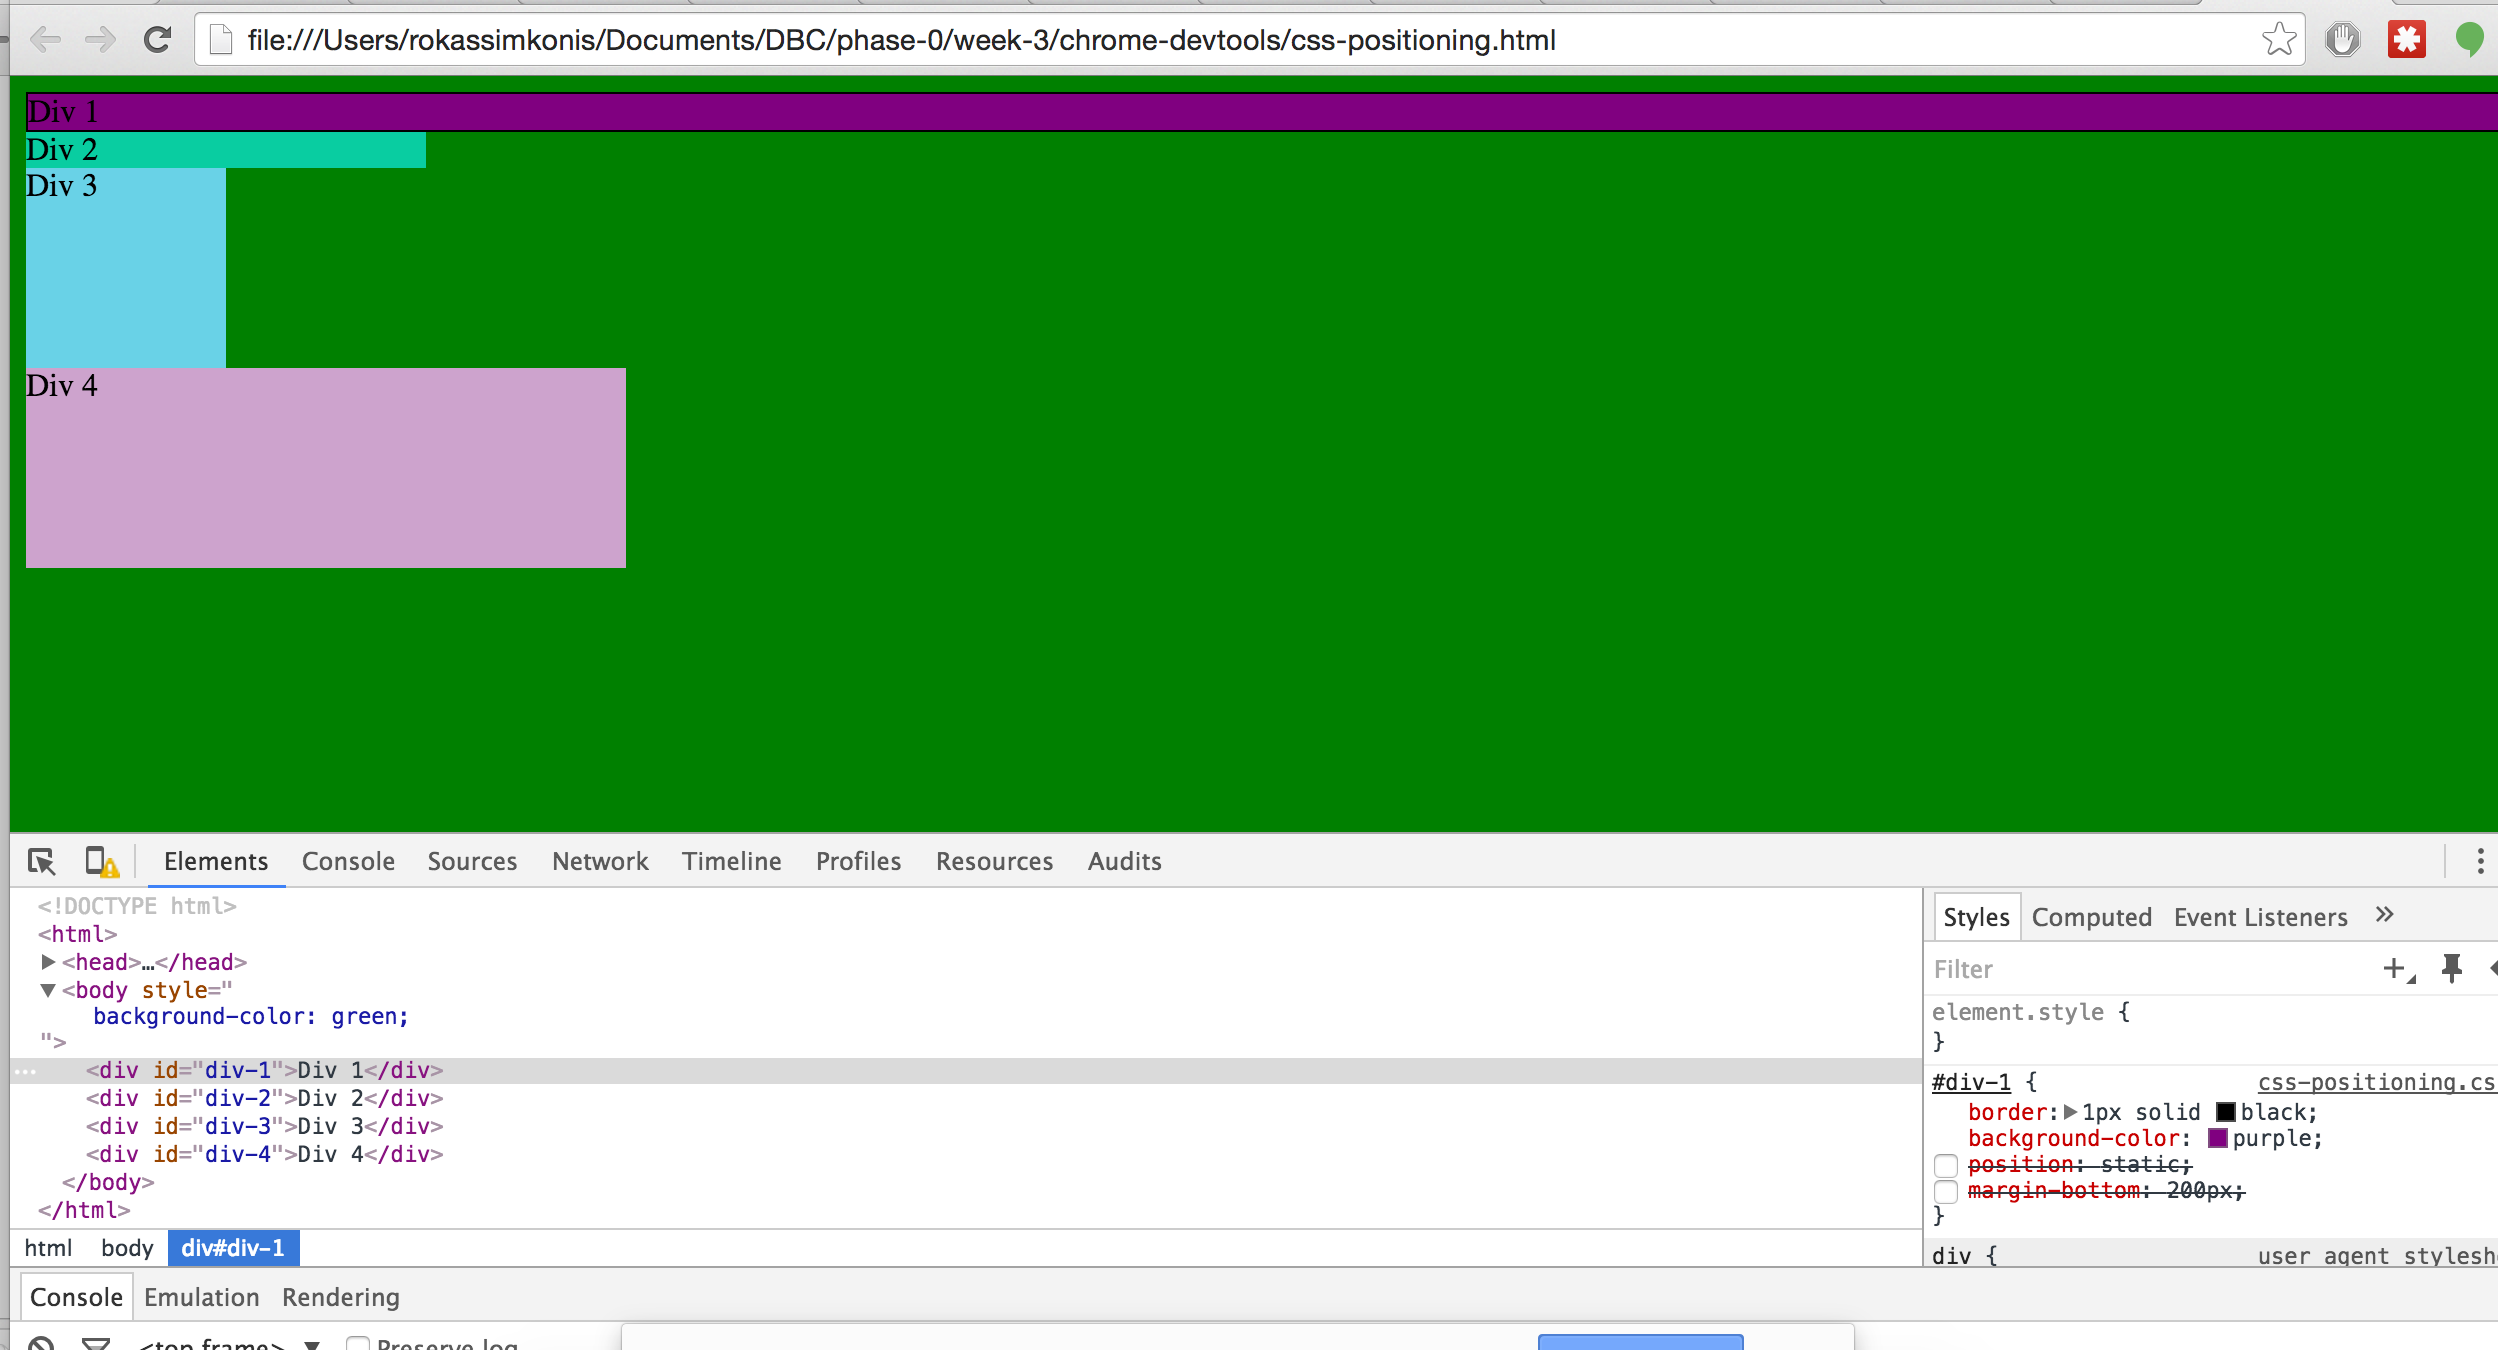 file:///Users/rokassimkonis/Documents/DBC/phase-0/week-3/chrome-devtools/css-positioning.html
Div 1
Div 2
Div 3
Div 4
Elements Console Sources Network Timeline Profiles Resources Audits
<!DOCTYPE html>
<html>
<head>…</head>
<body style="
background-color: green;
">
<div id="div-1">Div 1</div>
<div id="div-2">Div 2</div>
<div id="div-3">Div 3</div>
<div id="div-4">Div 4</div>
</body>
</html>
html body div#div-1
Styles Computed Event Listeners »
Filter
element.style {
}
#div-1 { css-positioning.cs
border: 1px solid black;
background-color: purple;
position: static;
margin-bottom: 200px;
}
div { user agent stylesh
Console Emulation Rendering
<top frame> Preserve log